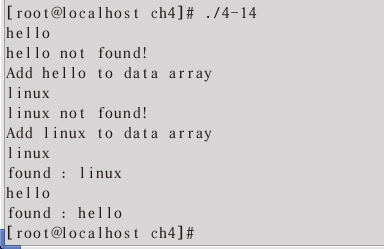 [root@localhost ch4]# ./4-14
hello
hello not found!
Add hello to data array
linux
linux not found!
Add linux to data array
linux
found : linux
hello
found : hello
[root@localhost ch4]#